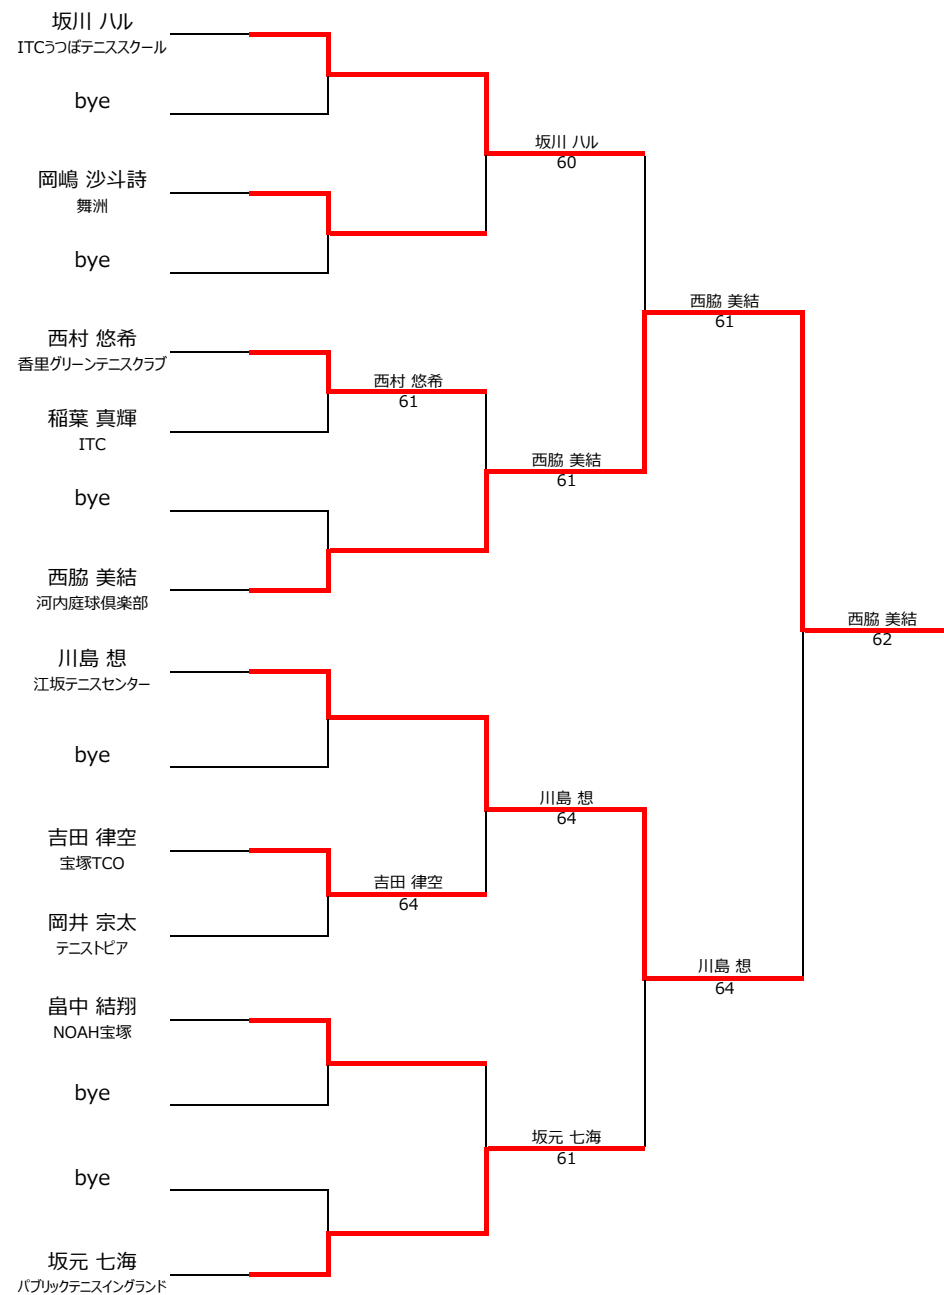 坂川 ハル
ITCうつぼテニススクール
bye
岡嶋 沙斗詩
舞洲
bye
西村 悠希
香里グリーンテニスクラブ
稲葉 真輝
ITC
bye
西脇 美結
河内庭球倶楽部
川島 想
江坂テニスセンター
bye
吉田 律空
宝塚TCO
岡井 宗太
テニストピア
畠中 結翔
NOAH宝塚
bye
bye
坂元 七海
パブリックテニスイングランド
西村 悠希
61
吉田 律空
64
坂川 ハル
60
西脇 美結
61
川島 想
64
坂元 七海
61
西脇 美結
61
川島 想
64
西脇 美結
62